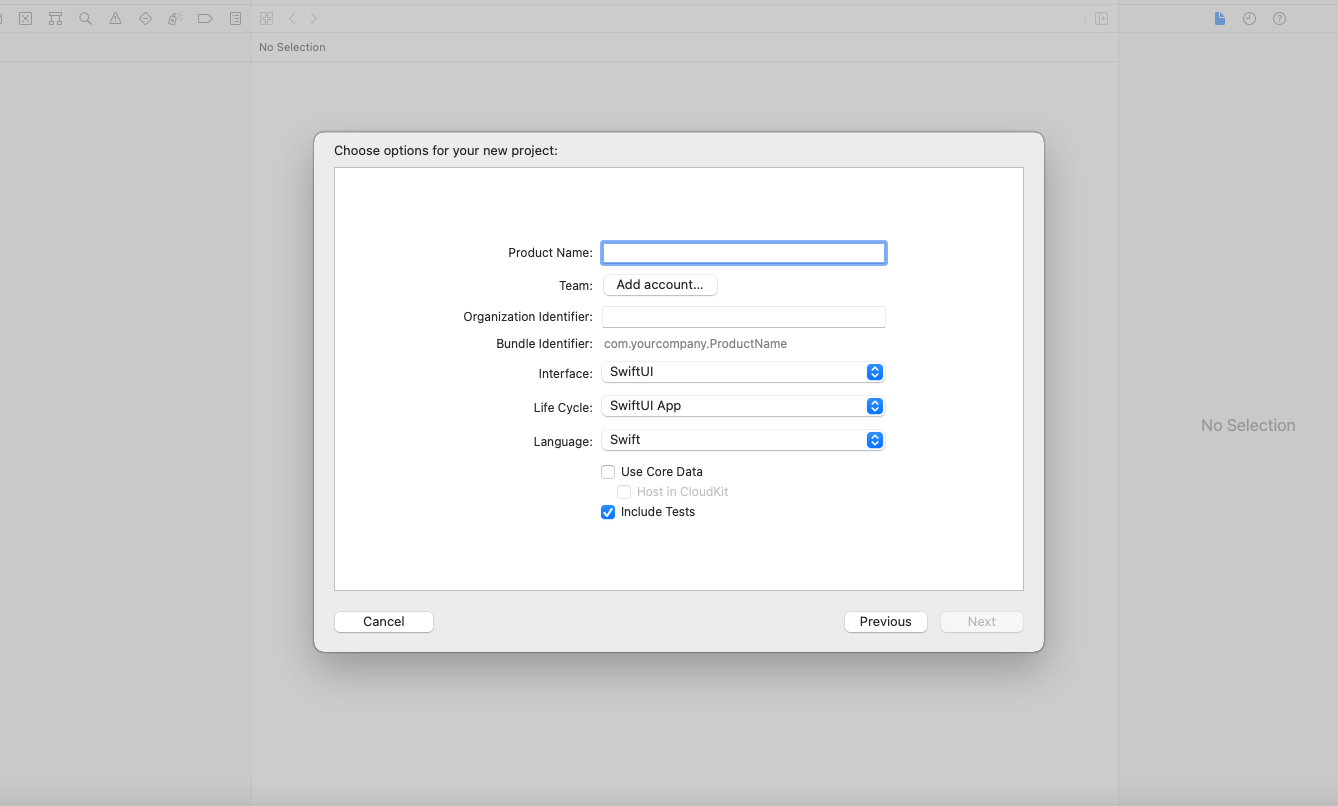 No Selection
Choose options for your new project:
Product Name:
Team: Add account...
Organization Identifier:
Bundle Identifier: com.yourcompany.ProductName
Interface: SwiftUI
Life Cycle: SwiftUI App
Language: Swift
No Selection
Use Core Data
Host in CloudKit
Include Tests
Cancel Previous Next